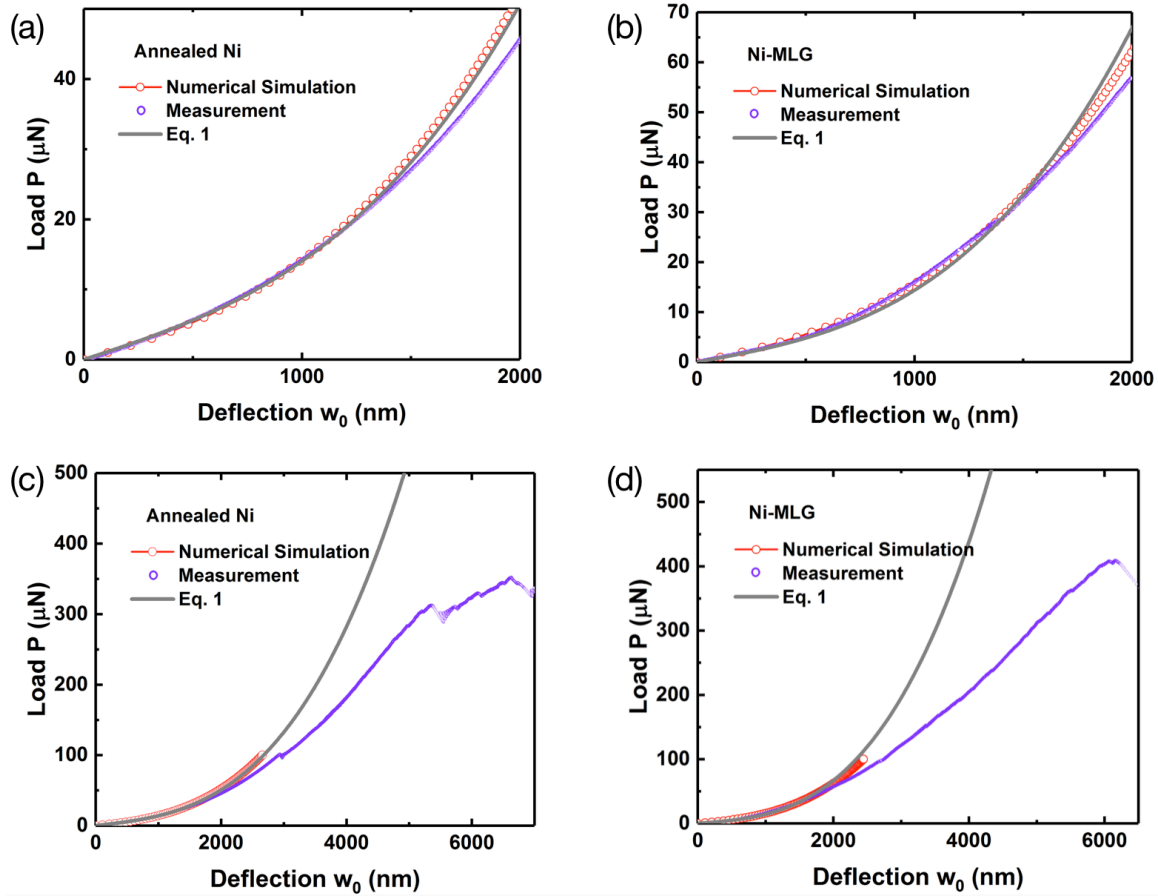 (a)
Annealed Ni
Numerical Simulation
Measurement
Eq. 1
Load P (μN)
40
20
0
0
1000
2000
Deflection w0 (nm)
(b)
Ni-MLG
Numerical Simulation
Measurement
Eq. 1
Load P (μN)
70
60
50
40
30
20
10
0
0
1000
2000
Deflection w0 (nm)
(c)
Annealed Ni
Numerical Simulation
Measurement
Eq. 1
Load P (μN)
500
400
300
200
100
0
0
2000
4000
6000
Deflection w0 (nm)
(d)
Ni-MLG
Numerical Simulation
Measurement
Eq. 1
Load P (μN)
500
400
300
200
100
0
0
2000
4000
6000
Deflection w0 (nm)